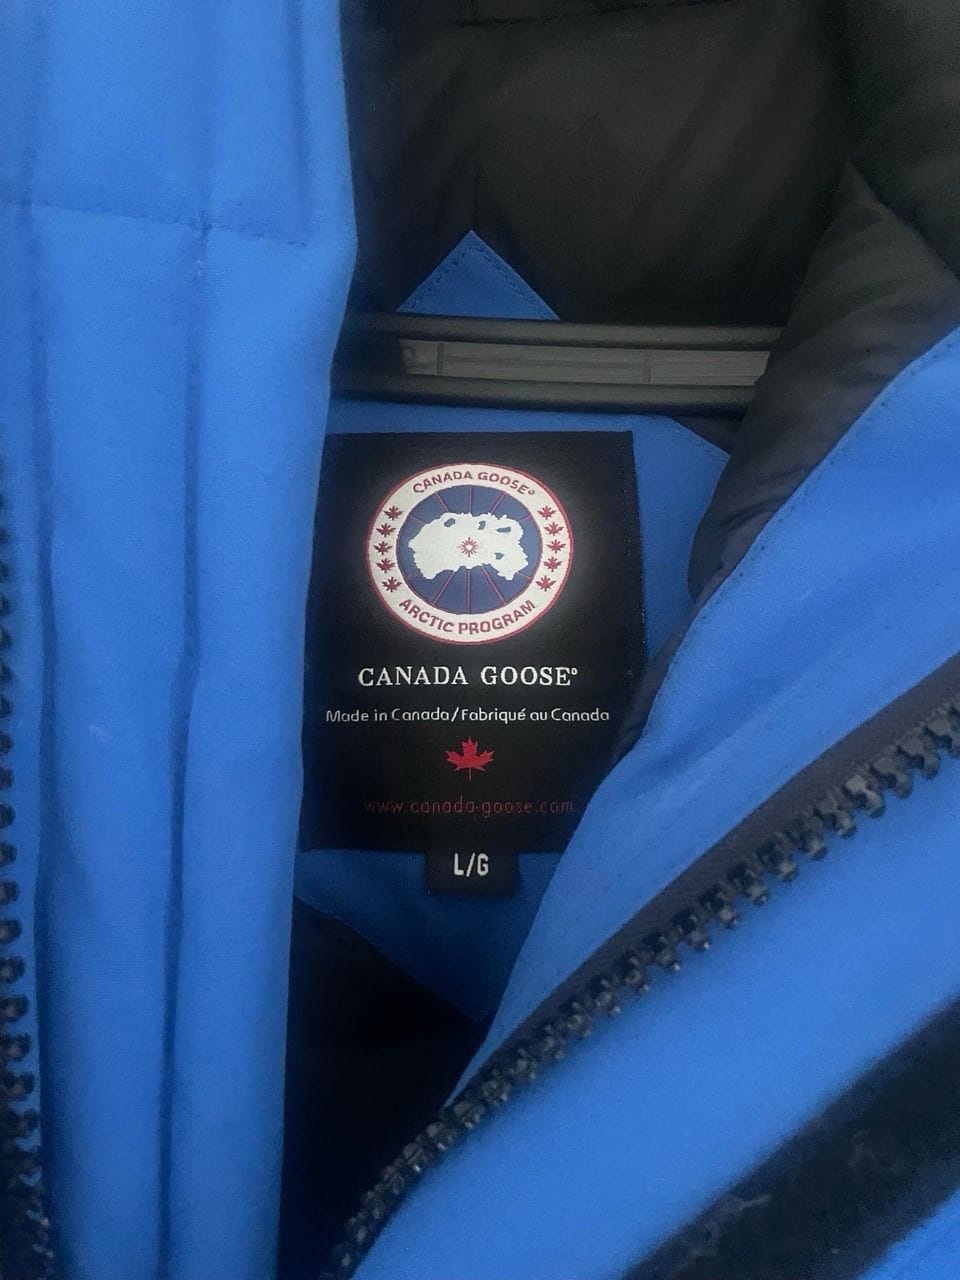 CANADA GOOSE®
ARCTIC PROGRAM
CANADA GOOSE®
Made in Canada/Fabriqué au Canada
www.canada-goose.com
L/G